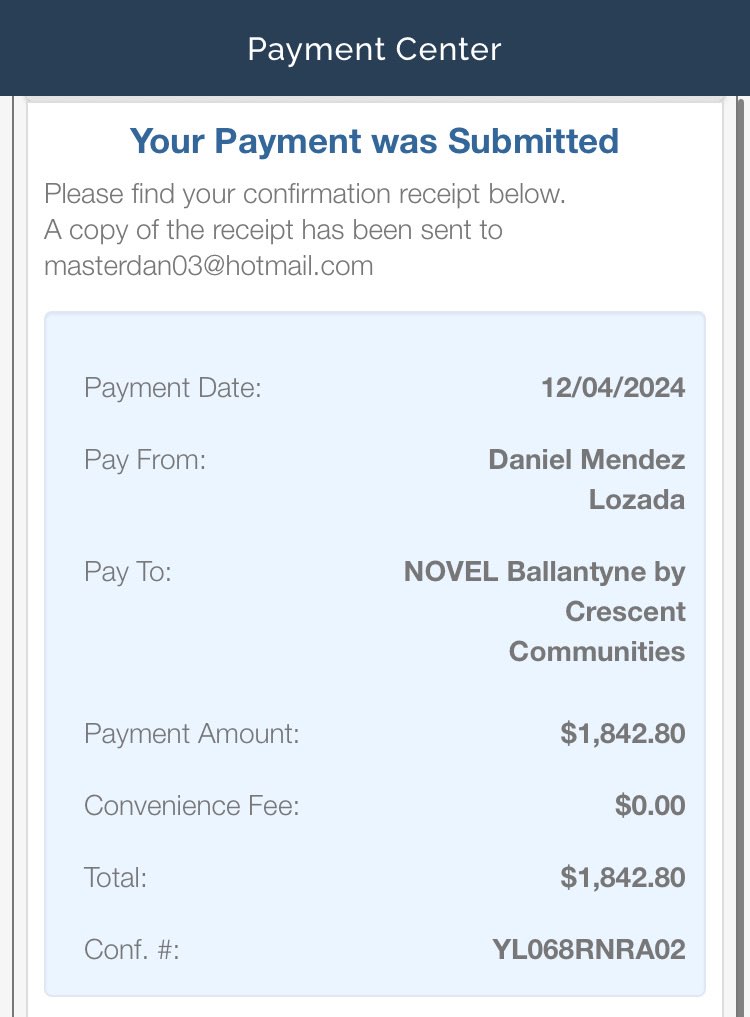 Payment Center
Your Payment was Submitted
Please find your confirmation receipt below.
A copy of the receipt has been sent to
masterdan03@hotmail.com
Payment Date: 12/04/2024
Pay From: Daniel Mendez
Lozada
Pay To: NOVEL Ballantyne by
Crescent
Communities
Payment Amount: $1,842.80
Convenience Fee: $0.00
Total: $1,842.80
Conf. #: YL068RNRA02